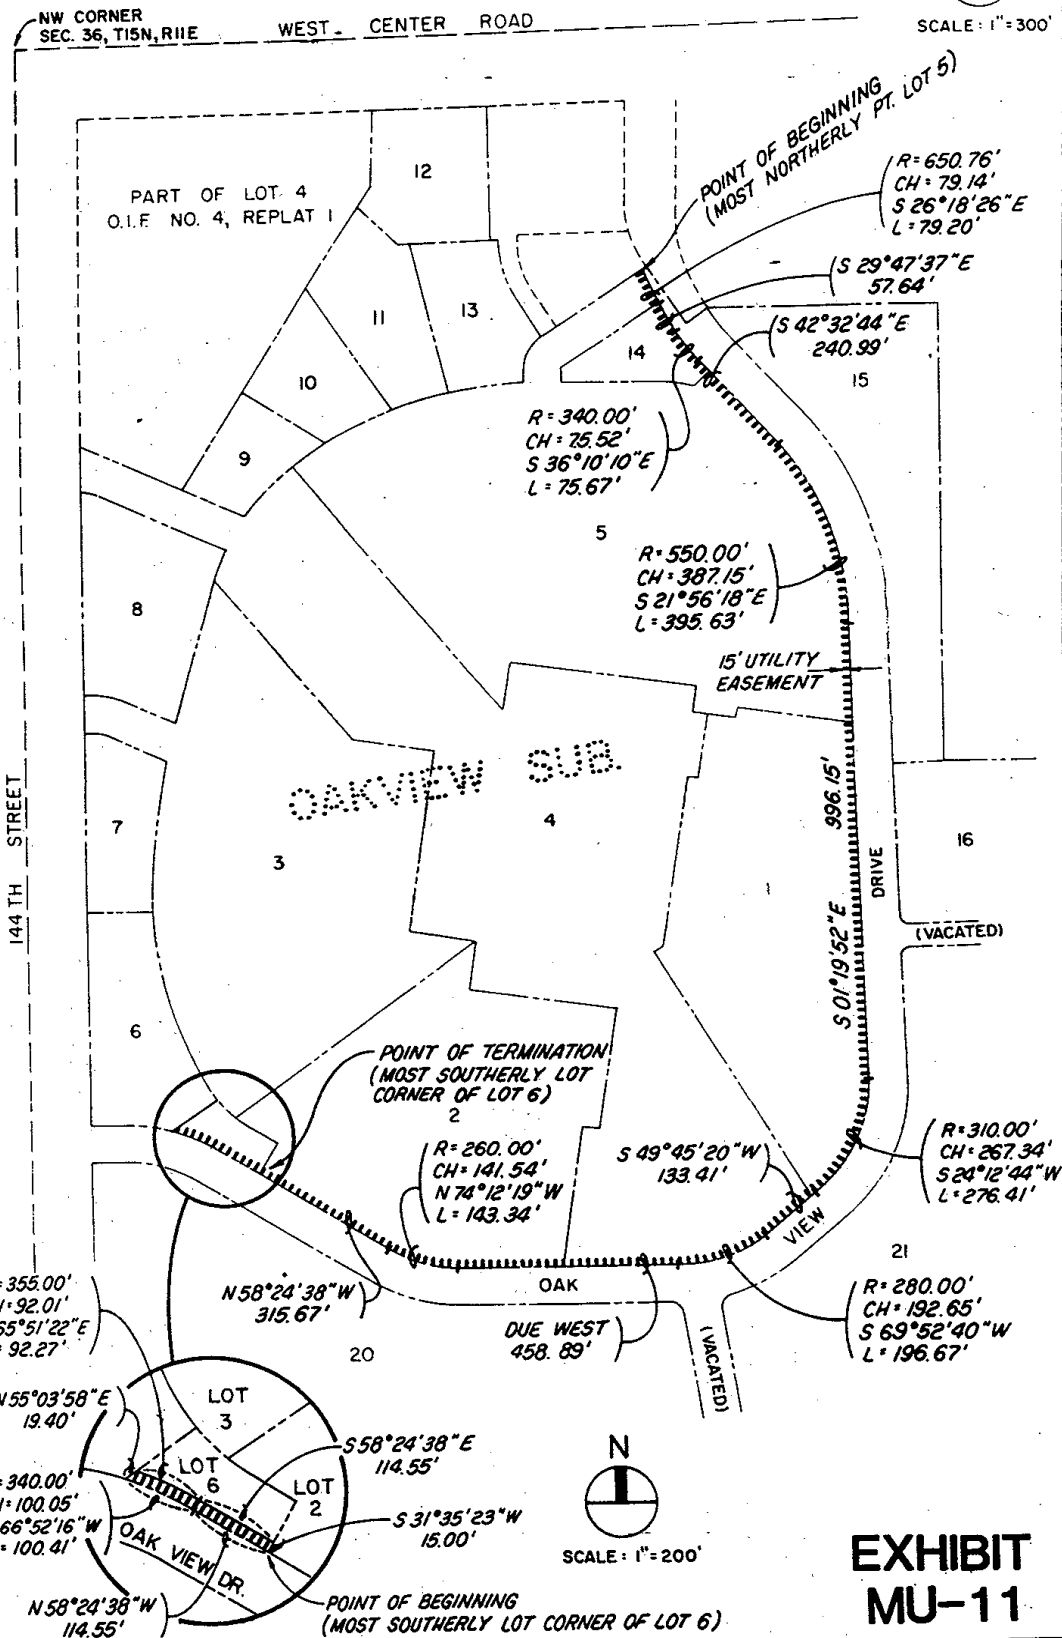 NW CORNER
SEC. 36, T15N, R11E
WEST CENTER ROAD
SCALE: 1"=300'
POINT OF BEGINNING
(MOST NORTHERLY PT. LOT 5)
R=650.76'
CH=79.14'
S 26°18'26"E
L=79.20'
PART OF LOT 4
O.I.F. NO. 4, REPLAT 1
12
S 29°47'37"E
57.64'
11
13
S 42°32'44"E
240.99'
14
15
10
R=340.00'
CH=75.52'
S 36°10'10"E
L=75.67'
9
5
R=550.00'
CH=387.15'
S 21°56'18"E
L=395.63'
8
15' UTILITY
EASEMENT
OAKVIEW SUB.
996.15'
S 01°19'52"E
7
4
3
1
DRIVE
16
144TH STREET
(VACATED)
6
POINT OF TERMINATION
(MOST SOUTHERLY LOT
CORNER OF LOT 6)
2
R=260.00'
CH=141.54'
N 74°12'19"W
L=143.34'
S 49°45'20"W
133.41'
R=310.00'
CH=267.34'
S 24°12'44"W
L=276.41'
VIEW
21
OAK
N 58°24'38"W
315.67'
DUE WEST
458.89'
(VACATED)
R=280.00'
CH=192.65'
S 69°52'40"W
L=196.67'
20
=355.00'
=92.01'
65°51'22"E
=92.27'
N 55°03'58"E
19.40'
LOT
3
LOT
6
LOT
2
S 58°24'38"E
114.55'
=340.00'
=100.05'
66°52'16"W
=100.41'
OAK VIEW DR.
S 31°35'23"W
15.00'
N 58°24'38"W
114.55'
POINT OF BEGINNING
(MOST SOUTHERLY LOT CORNER OF LOT 6)
N
SCALE: 1"=200'
EXHIBIT
MU-11